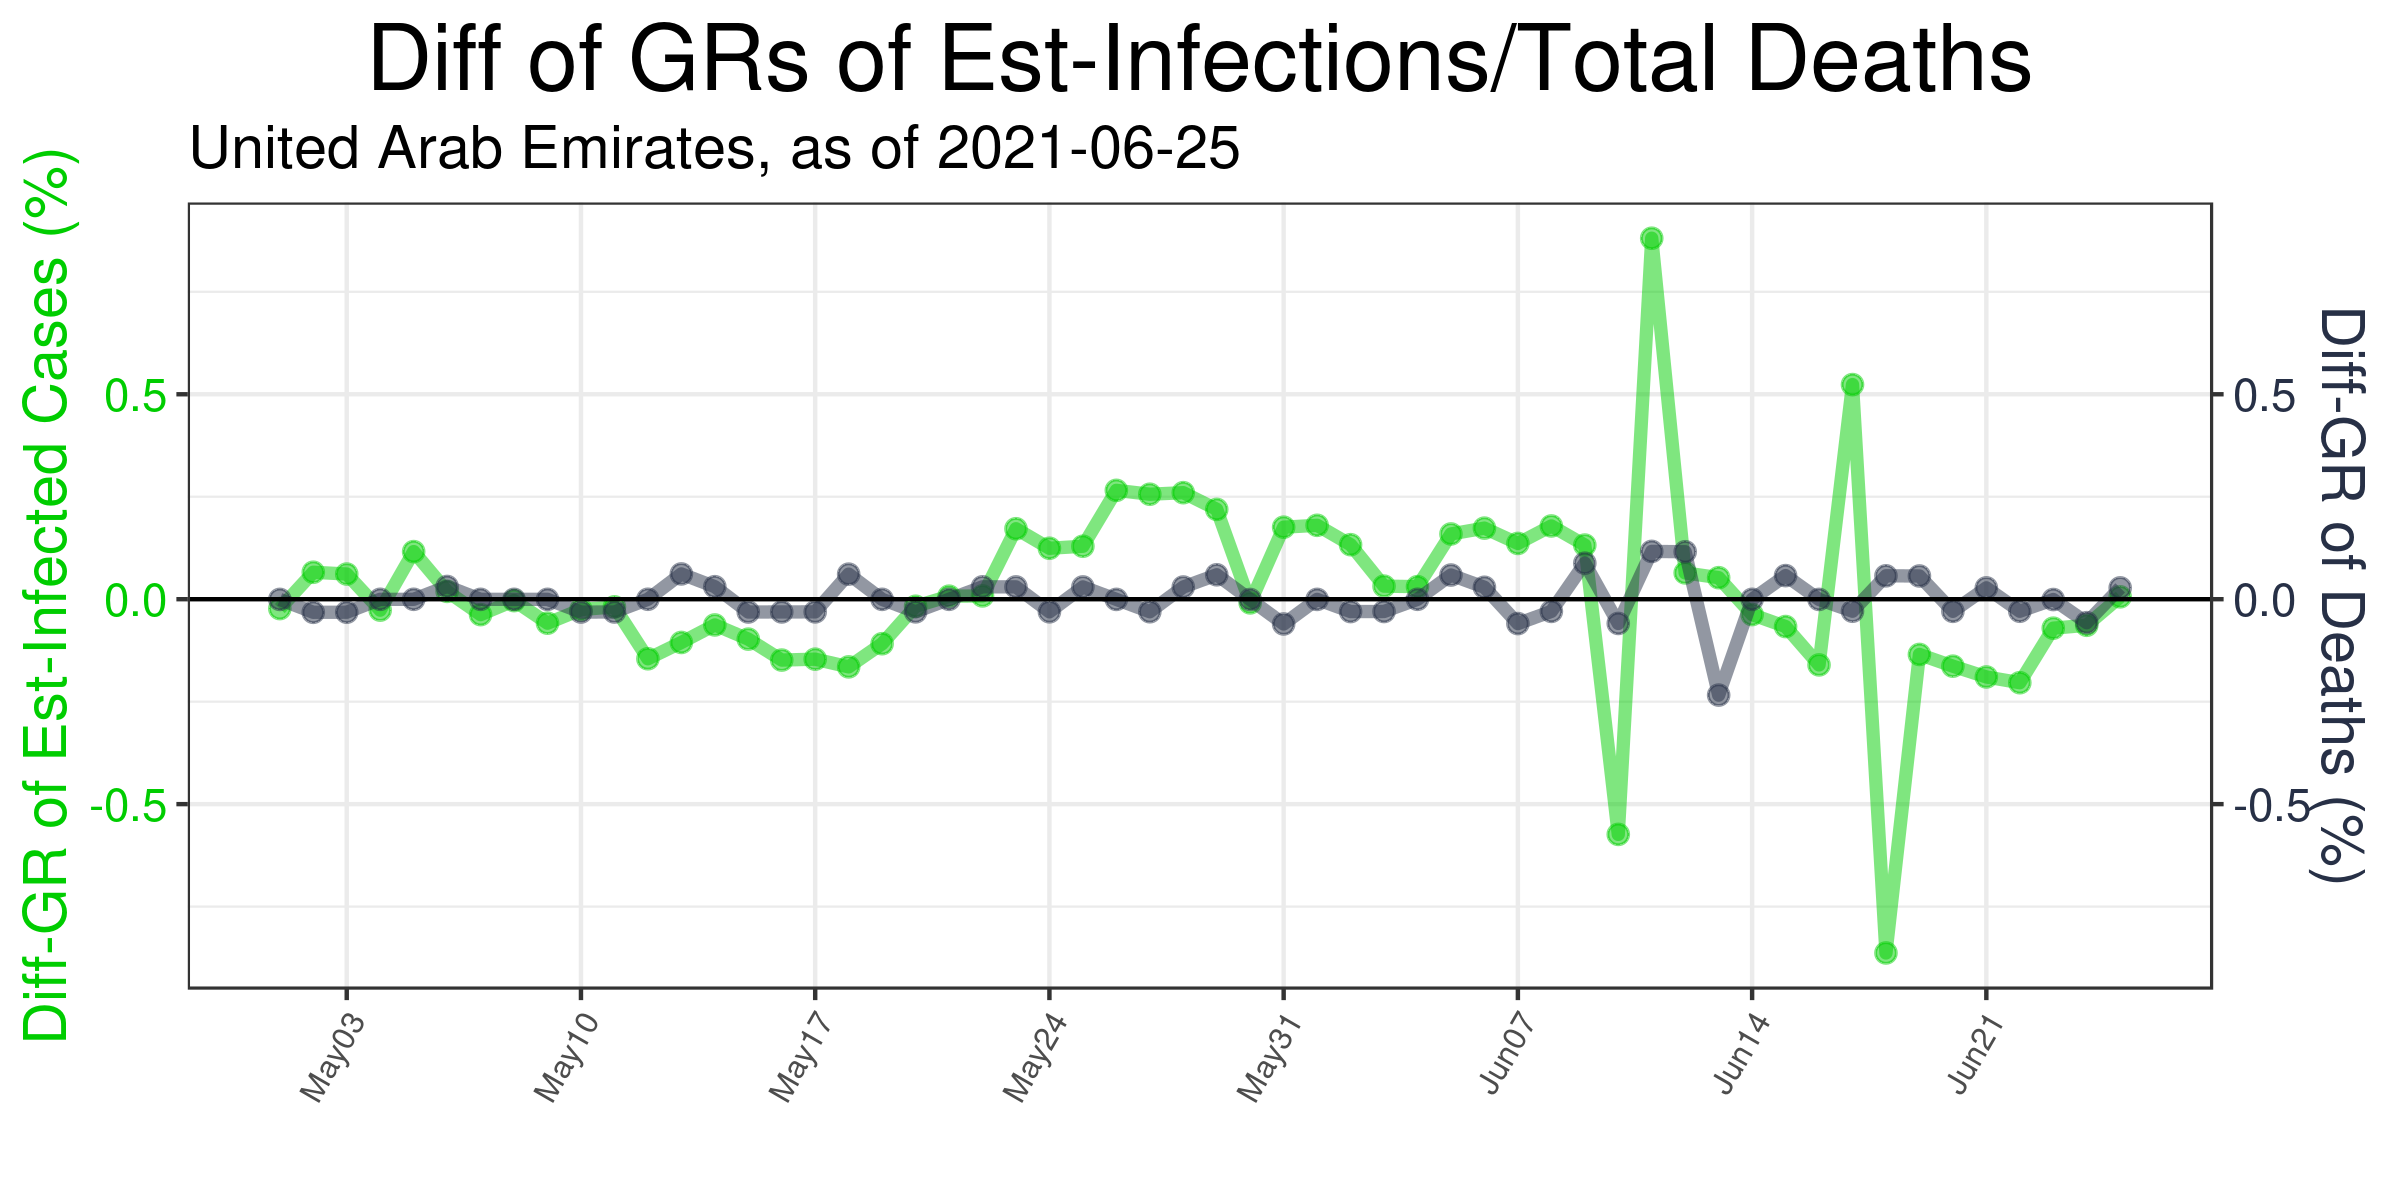 Diff of GRs of Est-Infections/Total Deaths
United Arab Emirates, as of 2021-06-25
Diff-GR of Est-Infected Cases (%)
0.5
0.0
-0.5
0.5
0.0
-0.5
Diff-GR of Deaths (%)
May03
May10
May17
May24
May31
Jun07
Jun14
Jun21